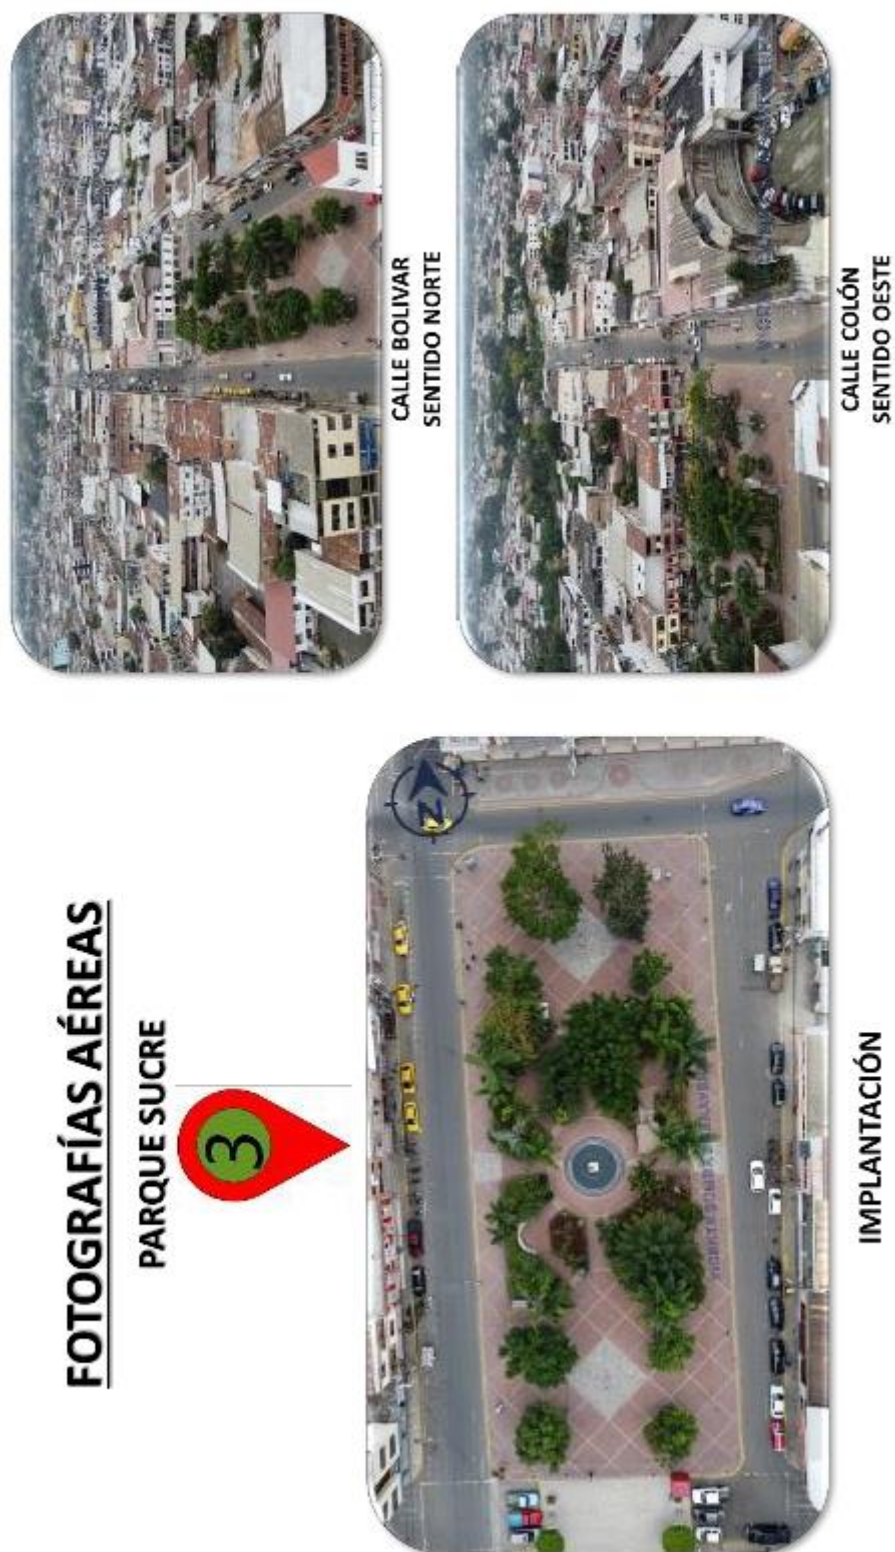 FOTOGRAFÍAS AÉREAS
PARQUE SUCRE
3
N
IMPLANTACIÓN
CALLE BOLIVAR
SENTIDO NORTE
CALLE COLÓN
SENTIDO OESTE